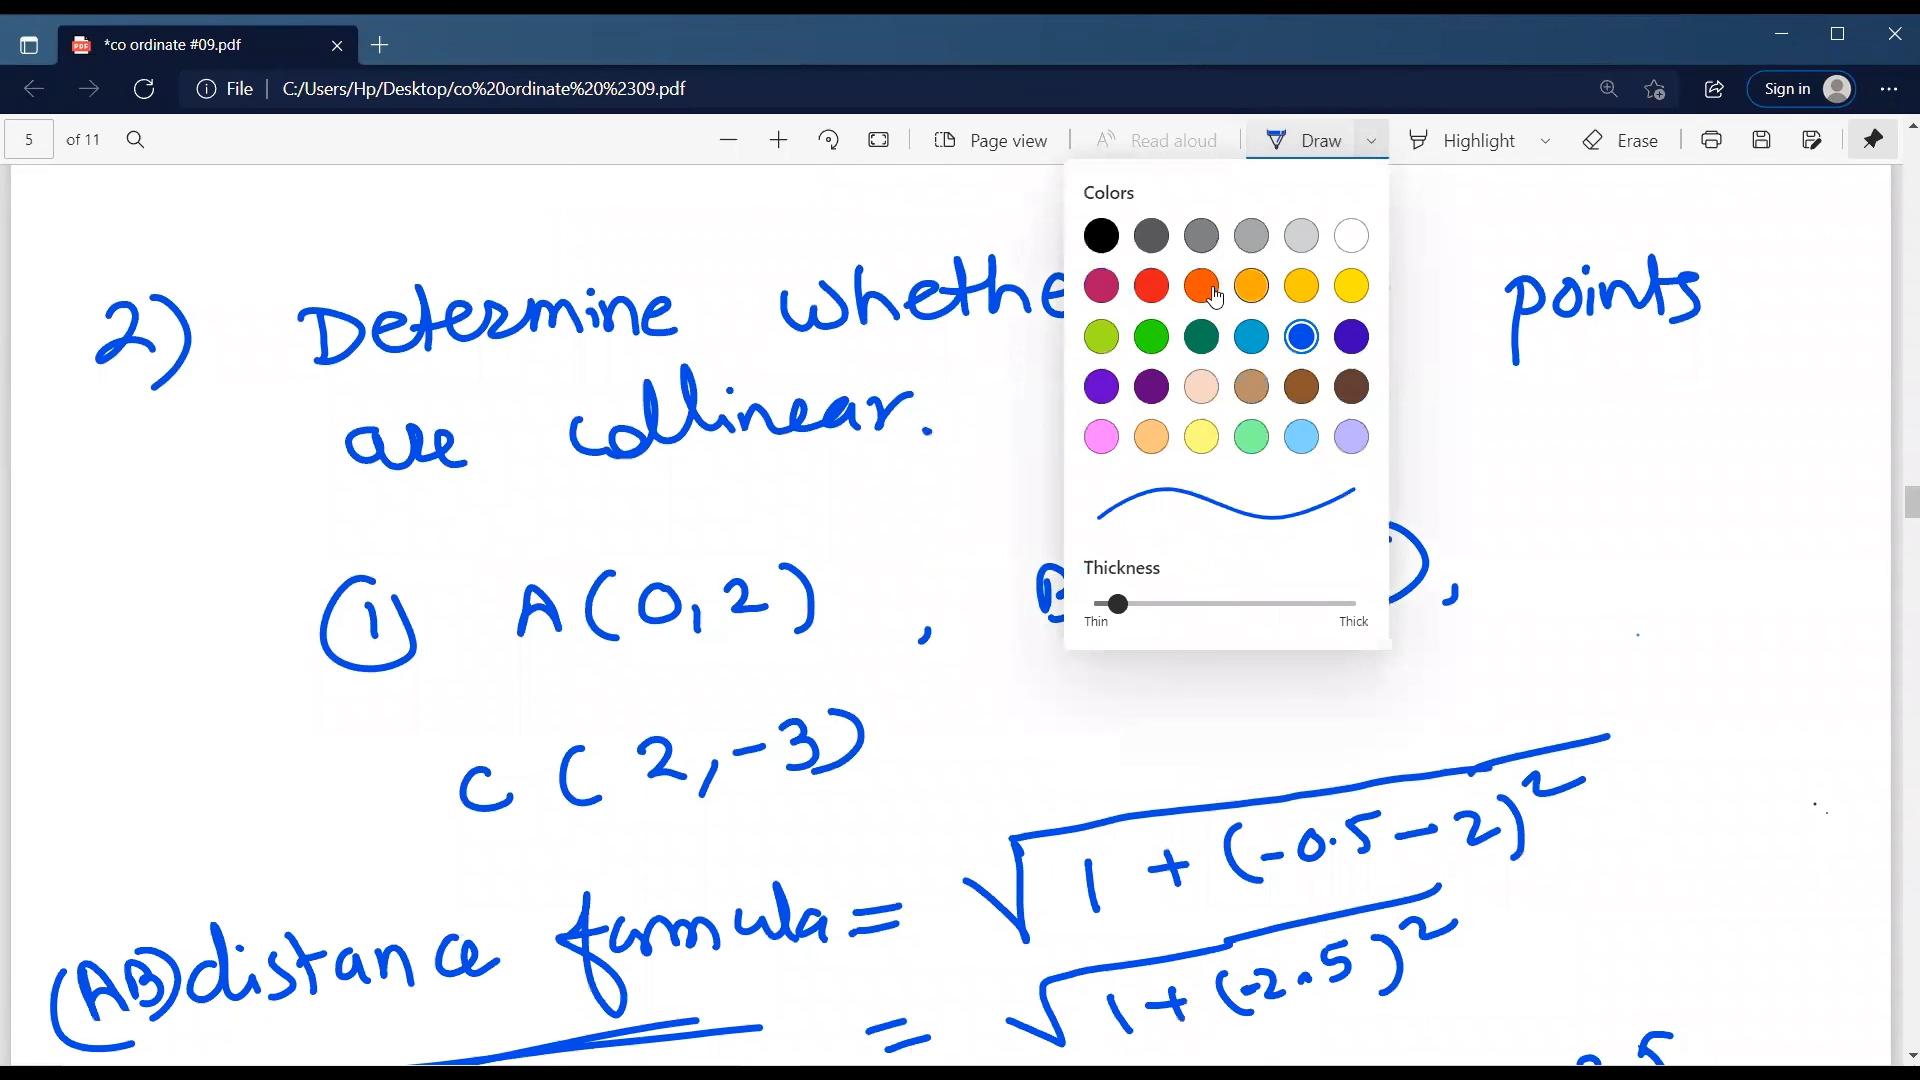 *co ordinate #09.pdf
File
C:/Users/Hp/Desktop/co%20ordinate%20%2309.pdf
Sign in
5 of 11
Page view
Read aloud
Draw
Highlight
Erase
Colors
Thickness
Thin Thick
2) Determine whethe points
are collinear.
① A(0,2) , B ) ,
C (2,-3)
(AB)distance formula = √1 + (-0.5-2)²
= √1+(-2.5)²